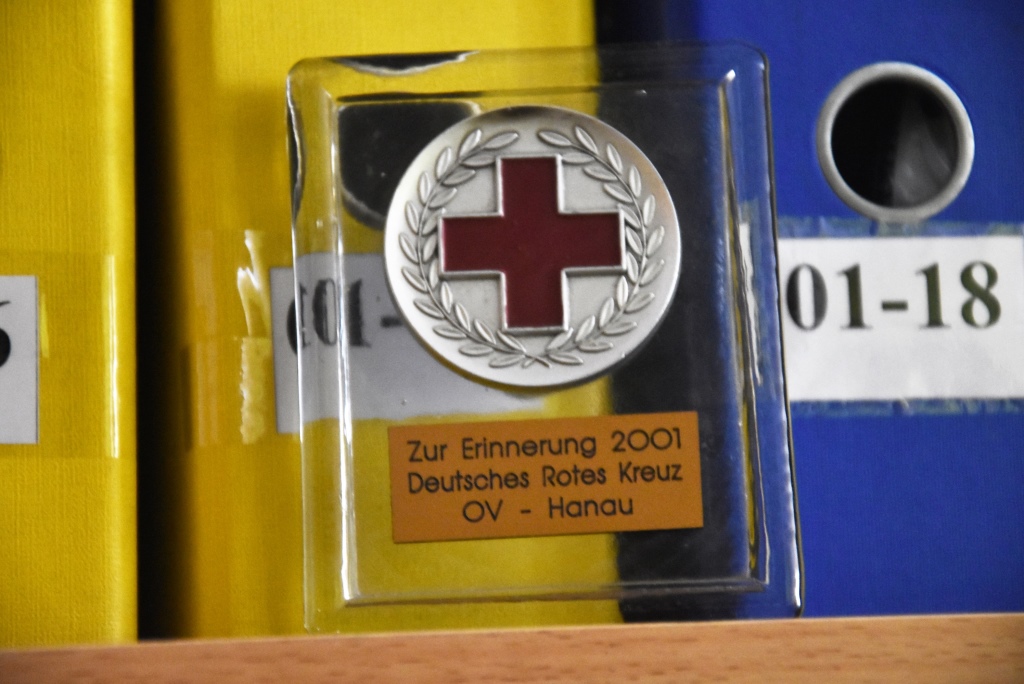 Zur Erinnerung 2001
Deutsches Rotes Kreuz
OV - Hanau
01-18